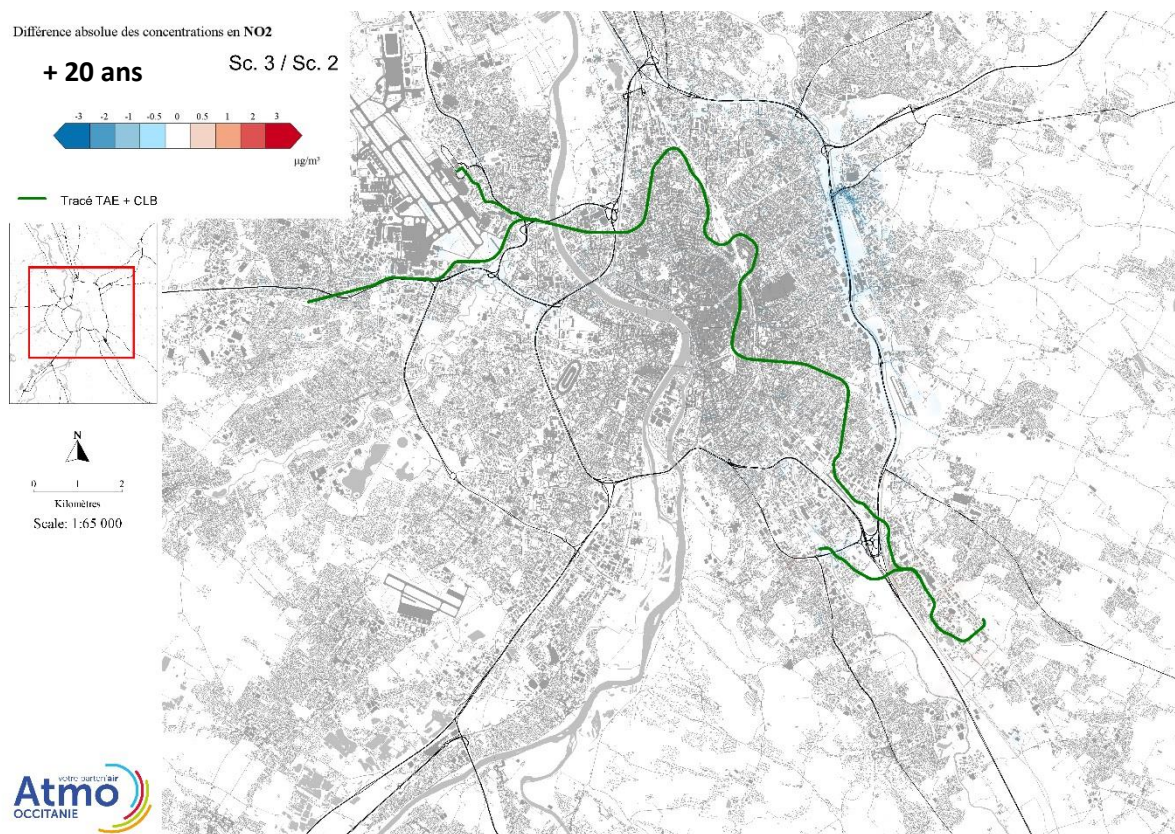 Différence absolue des concentrations en NO2
+ 20 ans
Sc. 3 / Sc. 2
-3 -2 -1 -0.5 0 0.5 1 2 3
µg/m³
Tracé TAE + CLB
N
0 1 2
Kilomètres
Scale: 1:65 000
votre parten'air
Atmo
OCCITANIE